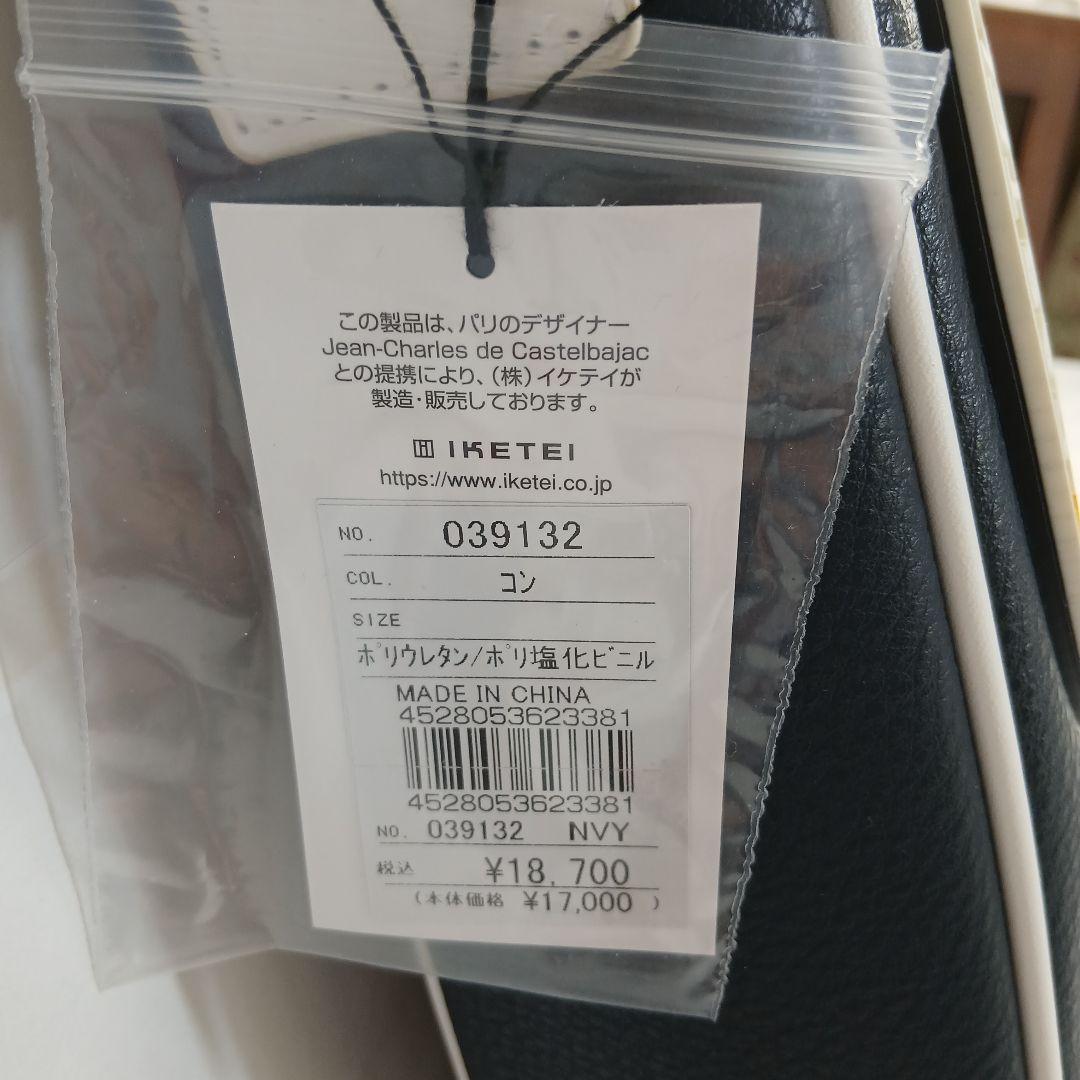 この製品は、パリのデザイナー
Jean-Charles de Castelbajac
との提携により、(株)イケテイが
製造・販売しております。
IKETEI
https://www.iketei.co.jp
NO. 039132
COL. コン
SIZE
ﾎﾟﾘｳﾚﾀﾝ/ﾎﾟﾘ塩化ﾋﾞﾆﾙ
MADE IN CHINA
4528053623381
4528053623381
NO. 039132 NVY
税込 ¥18,700
(本体価格 ¥17,000 )